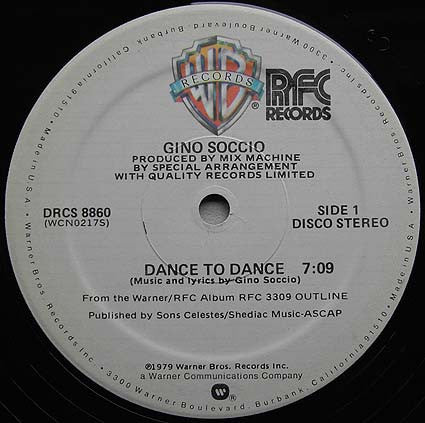 WB
RECORDS
®
RFC
RECORDS
GINO SOCCIO
PRODUCED BY MIX MACHINE
BY SPECIAL ARRANGEMENT
WITH QUALITY RECORDS LIMITED
DRCS 8860
(WCN0217S)
SIDE 1
DISCO STEREO
DANCE TO DANCE 7:09
(Music and lyrics by Gino Soccio)
From the Warner/RFC Album RFC 3309 OUTLINE
Published by Sons Celestes/Shediac Music-ASCAP
℗1979 Warner Bros. Records Inc.
a Warner Communications Company
W®
Warner Bros. Records Inc. • 3300 Warner Boulevard, Burbank, California 91510 • Made in U.S.A. •
Warner Bros. Records Inc. • 3300 Warner Boulevard, Burbank, California 91510 • Made in U.S.A. •